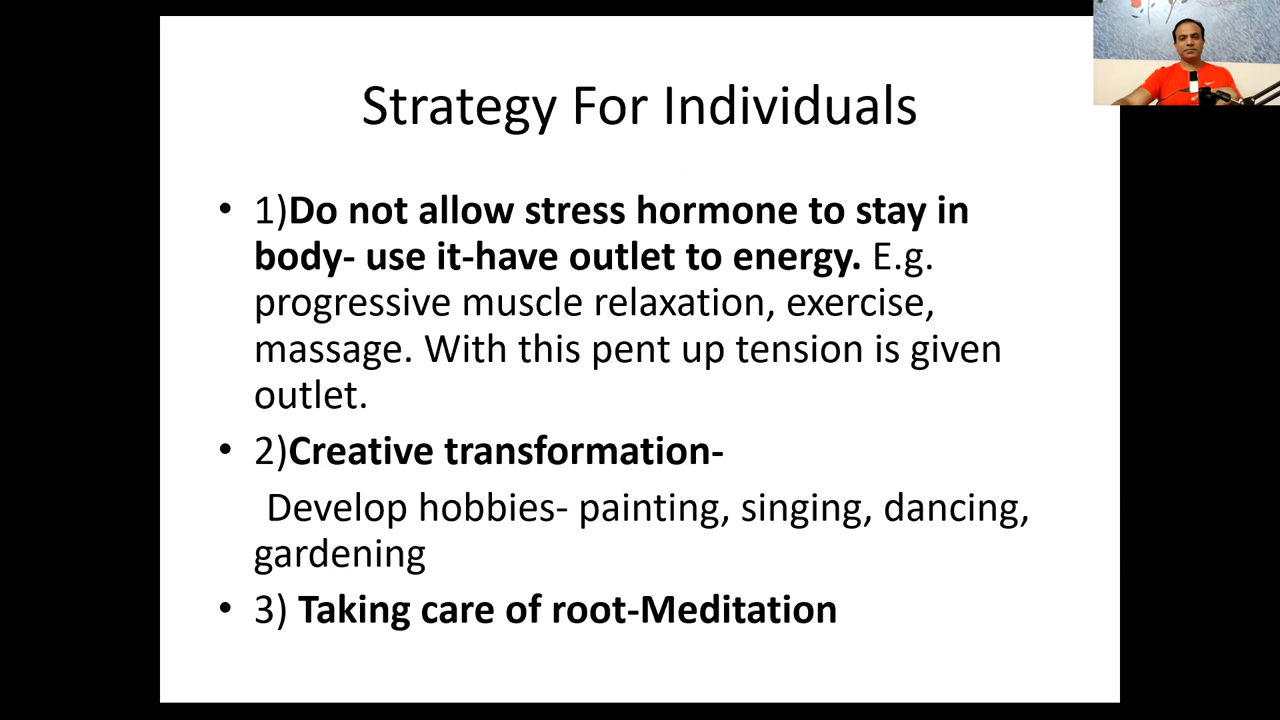 Strategy For Individuals
• 1)Do not allow stress hormone to stay in
body- use it-have outlet to energy. E.g.
progressive muscle relaxation, exercise,
massage. With this pent up tension is given
outlet.
• 2)Creative transformation-
Develop hobbies- painting, singing, dancing,
gardening
• 3) Taking care of root-Meditation